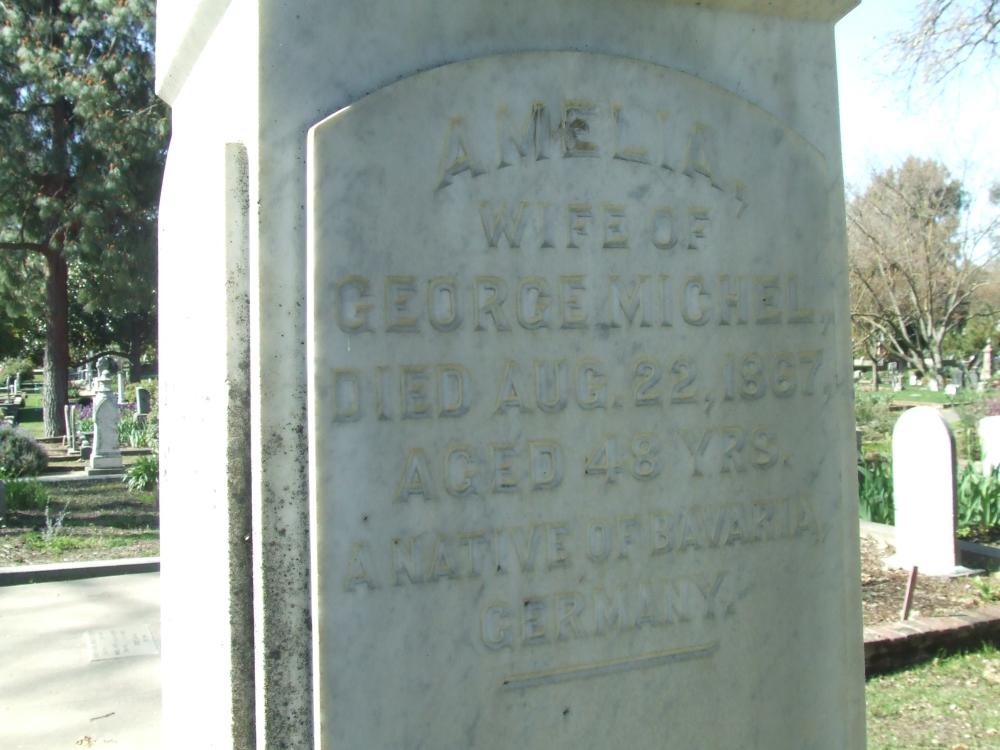 AMELIA,
WIFE OF
GEORGE MICHEL,
DIED AUG. 22, 1867,
AGED 48 YRS.
A NATIVE OF BAVARIA,
GERMANY.